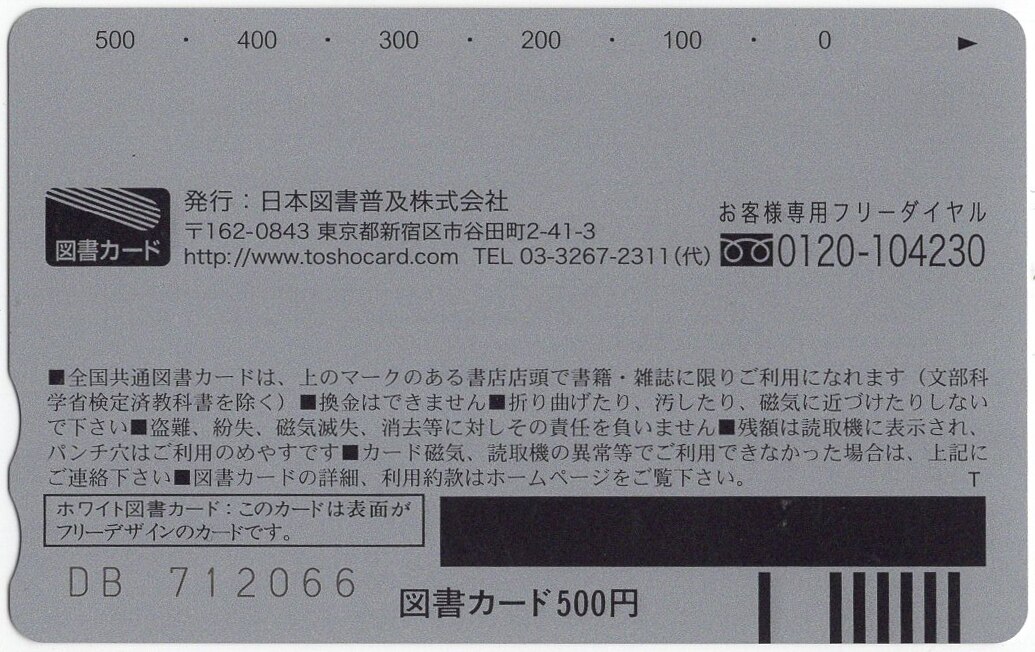 500 ・ 400 ・ 300 ・ 200 ・ 100 ・ 0 ▶
図書カード
発行：日本図書普及株式会社
〒162-0843 東京都新宿区市谷田町2-41-3
http://www.toshocard.com TEL 03-3267-2311（代）
お客様専用フリーダイヤル
0120-104230
■全国共通図書カードは、上のマークのある書店店頭で書籍・雑誌に限りご利用になれます（文部科
学省検定済教科書を除く）■換金はできません■折り曲げたり、汚したり、磁気に近づけたりしない
で下さい■盗難、紛失、磁気滅失、消去等に対しその責任を負いません■残額は読取機に表示され、
パンチ穴はご利用のめやすです■カード磁気、読取機の異常等でご利用できなかった場合は、上記に
ご連絡下さい■図書カードの詳細、利用約款はホームページをご覧下さい。 T
ホワイト図書カード：このカードは表面が
フリーデザインのカードです。
DB 712066
図書カード500円